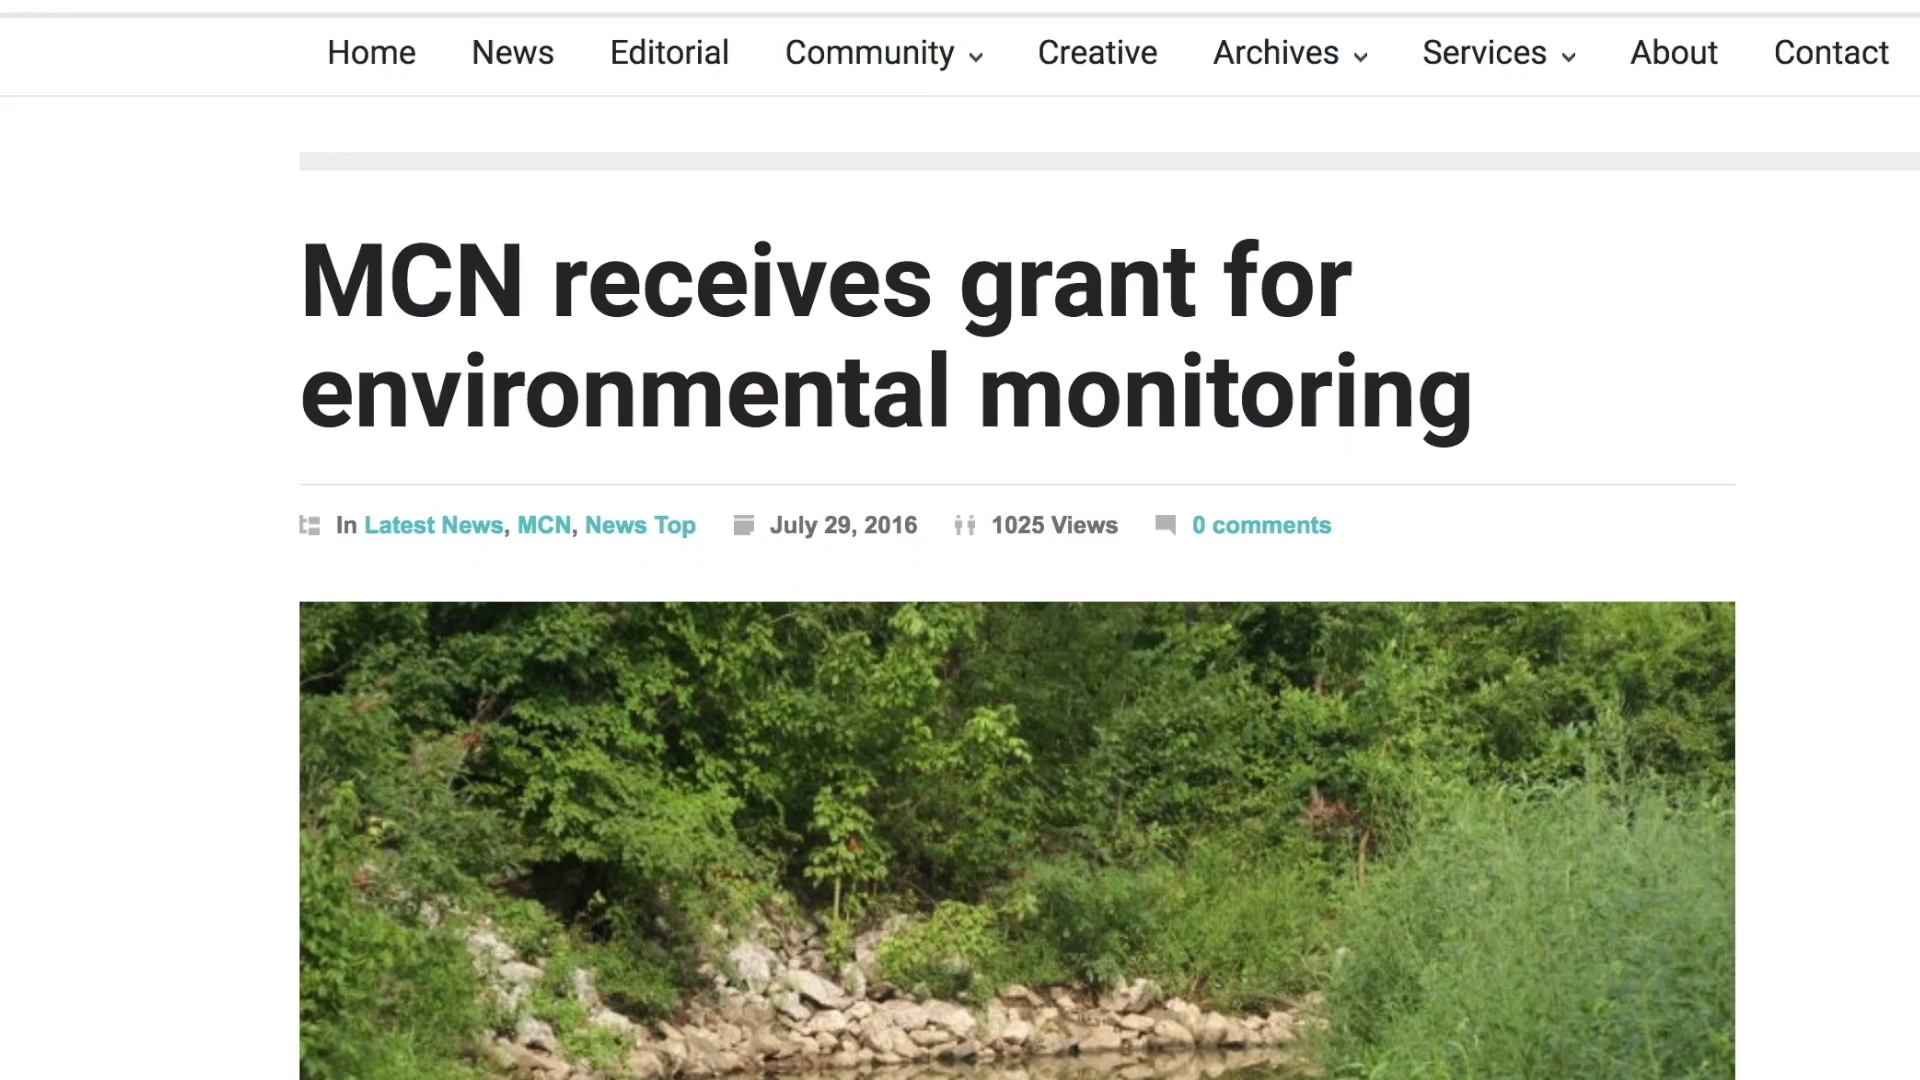 Home News Editorial Community Creative Archives Services About Contact
MCN receives grant for
environmental monitoring
In Latest News, MCN, News Top July 29, 2016 1025 Views 0 comments